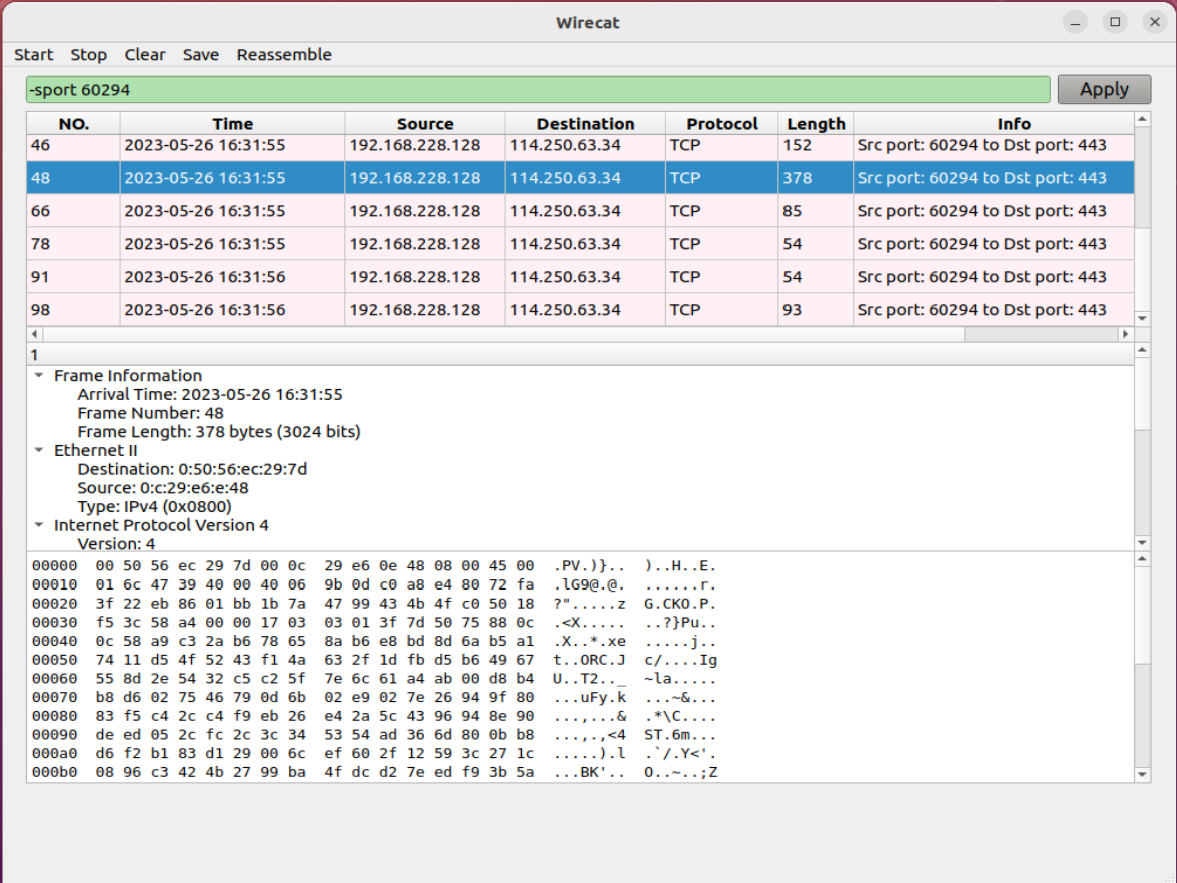 Wirecat
Start Stop Clear Save Reassemble
-sport 60294 Apply
NO. Time Source Destination Protocol Length Info
46 2023-05-26 16:31:55 192.168.228.128 114.250.63.34 TCP 152 Src port: 60294 to Dst port: 443
48 2023-05-26 16:31:55 192.168.228.128 114.250.63.34 TCP 378 Src port: 60294 to Dst port: 443
66 2023-05-26 16:31:55 192.168.228.128 114.250.63.34 TCP 85 Src port: 60294 to Dst port: 443
78 2023-05-26 16:31:55 192.168.228.128 114.250.63.34 TCP 54 Src port: 60294 to Dst port: 443
91 2023-05-26 16:31:56 192.168.228.128 114.250.63.34 TCP 54 Src port: 60294 to Dst port: 443
98 2023-05-26 16:31:56 192.168.228.128 114.250.63.34 TCP 93 Src port: 60294 to Dst port: 443
1
Frame Information
Arrival Time: 2023-05-26 16:31:55
Frame Number: 48
Frame Length: 378 bytes (3024 bits)
Ethernet II
Destination: 0:50:56:ec:29:7d
Source: 0:c:29:e6:e:48
Type: IPv4 (0x0800)
Internet Protocol Version 4
Version: 4
00000 00 50 56 ec 29 7d 00 0c 29 e6 0e 48 08 00 45 00 .PV.)}.. )..H..E.
00010 01 6c 47 39 40 00 40 06 9b 0d c0 a8 e4 80 72 fa .lG9@.@. ......r.
00020 3f 22 eb 86 01 bb 1b 7a 47 99 43 4b 4f c0 50 18 ?".....z G.CKO.P.
00030 f5 3c 58 a4 00 00 17 03 03 01 3f 7d 50 75 88 0c .<X..... ..?}Pu..
00040 0c 58 a9 c3 2a b6 78 65 8a b6 e8 bd 8d 6a b5 a1 .X..*.xe .....j..
00050 74 11 d5 4f 52 43 f1 4a 63 2f 1d fb d5 b6 49 67 t..ORC.J c/....Ig
00060 55 8d 2e 54 32 c5 c2 5f 7e 6c 61 a4 ab 00 d8 b4 U..T2.._ ~la.....
00070 b8 d6 02 75 46 79 0d 6b 02 e9 02 7e 26 94 9f 80 ...uFy.k ...~&...
00080 83 f5 c4 2c c4 f9 eb 26 e4 2a 5c 43 96 94 8e 90 ...,...& .*\C....
00090 de ed 05 2c fc 2c 3c 34 53 54 ad 36 6d 80 0b b8 ...,.,<4 ST.6m...
000a0 d6 f2 b1 83 d1 29 00 6c ef 60 2f 12 59 3c 27 1c .....).l .`/.Y<'.
000b0 08 96 c3 42 4b 27 99 ba 4f dc d2 7e ed f9 3b 5a ...BK'.. O..~..;Z